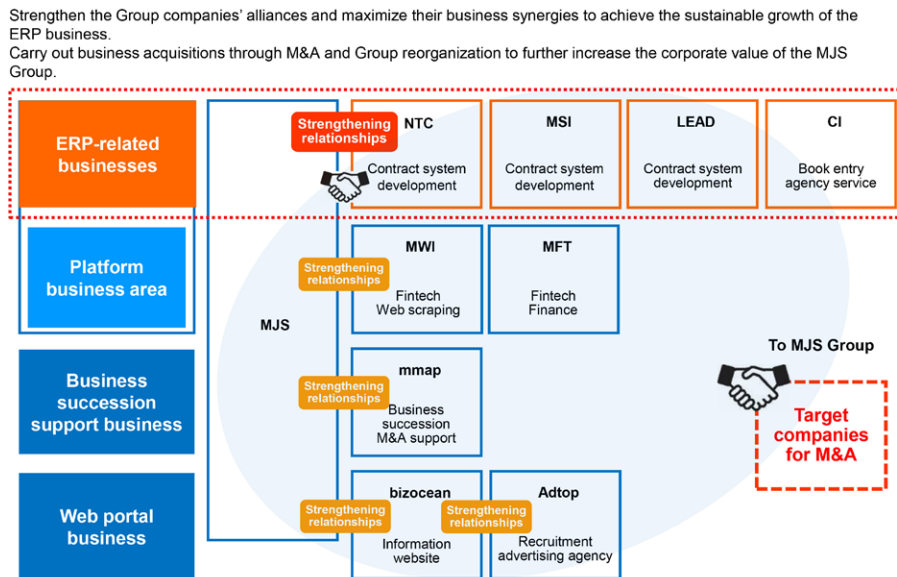 Strengthen the Group companies' alliances and maximize their business synergies to achieve the sustainable growth of the
ERP business.
Carry out business acquisitions through M&A and Group reorganization to further increase the corporate value of the MJS
Group.
ERP-related
businesses
Strengthening
relationships
NTC
Contract system
development
MSI
Contract system
development
LEAD
Contract system
development
CI
Book entry
agency service
Platform
business area
MJS
Strengthening
relationships
MWI
Fintech
Web scraping
MFT
Fintech
Finance
Business
succession
support business
Strengthening
relationships
mmap
Business
succession
M&A support
To MJS Group
Target
companies
for M&A
Web portal
business
Strengthening
relationships
bizocean
Information
website
Strengthening
relationships
Adtop
Recruitment
advertising agency